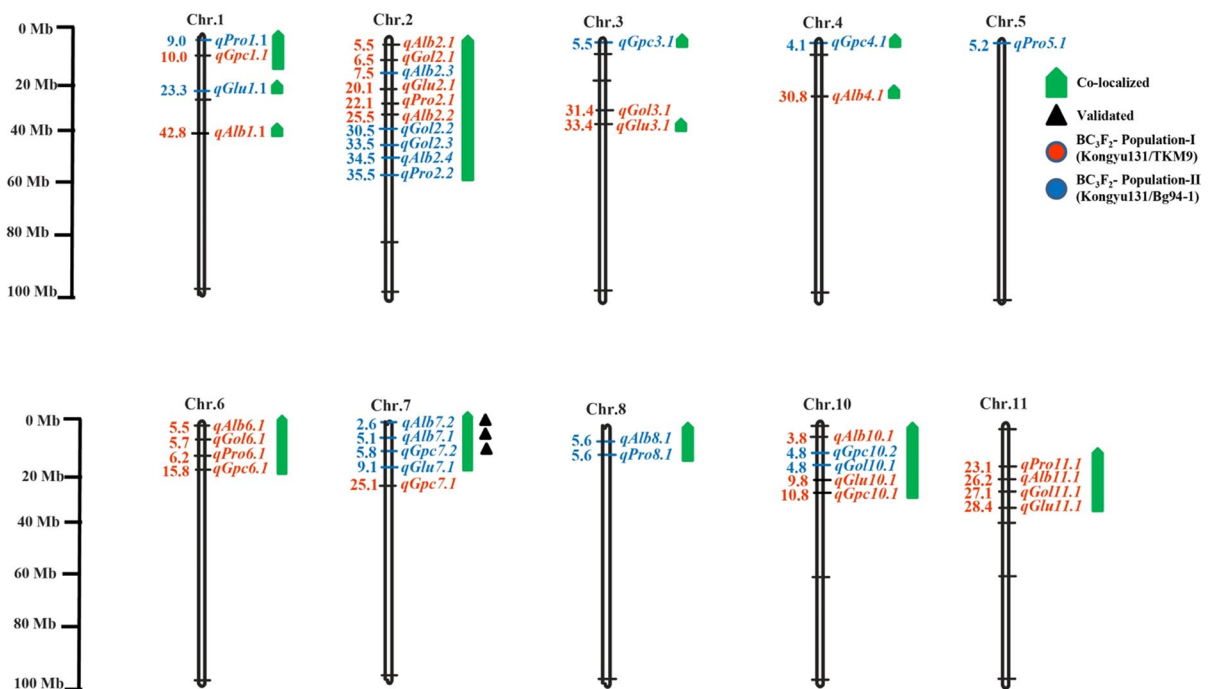 0 Mb
20 Mb
40 Mb
60 Mb
80 Mb
100 Mb
Chr.1
9.0 qPro1.1
10.0 qGpc1.1
23.3 qGlu1.1
42.8 qAlb1.1
Chr.2
5.5 qAlb2.1
6.5 qGol2.1
7.5 qAlb2.3
20.1 qGlu2.1
22.1 qPro2.1
25.5 qAlb2.2
30.5 qGol2.2
33.5 qGol2.3
34.5 qAlb2.4
35.5 qPro2.2
Chr.3
5.5 qGpc3.1
31.4 qGol3.1
33.4 qGlu3.1
Chr.4
4.1 qGpc4.1
30.8 qAlb4.1
Chr.5
5.2 qPro5.1
Co-localized
Validated
BC3F2- Population-I
(Kongyu131/TKM9)
BC3F2- Population-II
(Kongyu131/Bg94-1)
0 Mb
20 Mb
40 Mb
60 Mb
80 Mb
100 Mb
Chr.6
5.5 qAlb6.1
5.7 qGol6.1
6.2 qPro6.1
15.8 qGpc6.1
Chr.7
2.6 qAlb7.2
5.1 qAlb7.1
5.8 qGpc7.2
9.1 qGlu7.1
25.1 qGpc7.1
Chr.8
5.6 qAlb8.1
5.6 qPro8.1
Chr.10
3.8 qAlb10.1
4.8 qGpc10.2
4.8 qGol10.1
9.8 qGlu10.1
10.8 qGpc10.1
Chr.11
23.1 qPro11.1
26.2 qAlb11.1
27.1 qGol11.1
28.4 qGlu11.1